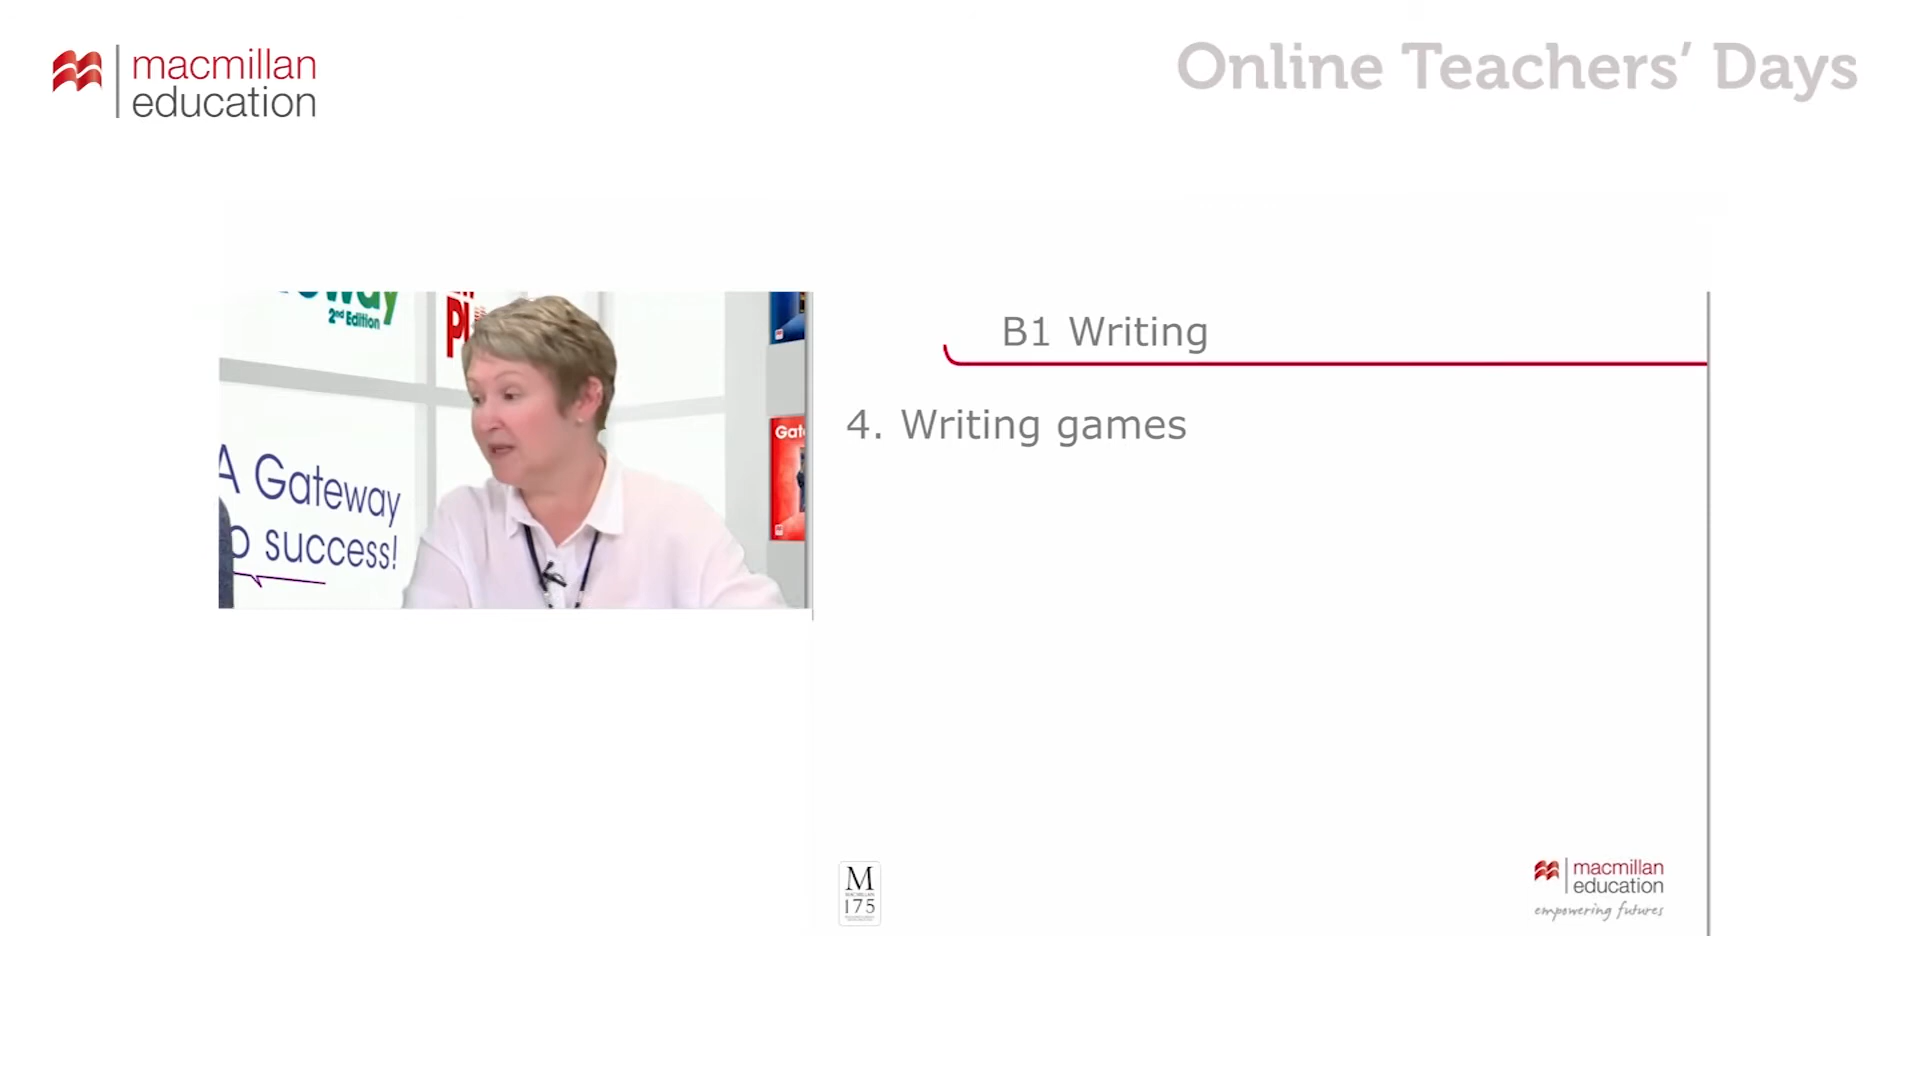 macmillan
education
Online Teachers’ Days
2nd Edition
A Gateway
success!
B1 Writing
4. Writing games
M
175
macmillan
education
empowering futures